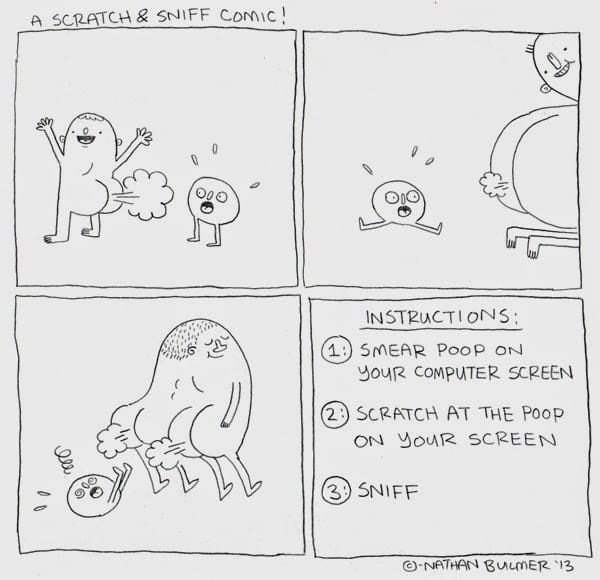 A SCRATCH & SNIFF COMIC!
INSTRUCTIONS:
1:) SMEAR POOP ON
YOUR COMPUTER SCREEN
2:) SCRATCH AT THE POOP
ON YOUR SCREEN
3:) SNIFF
©-NATHAN BULMER '13